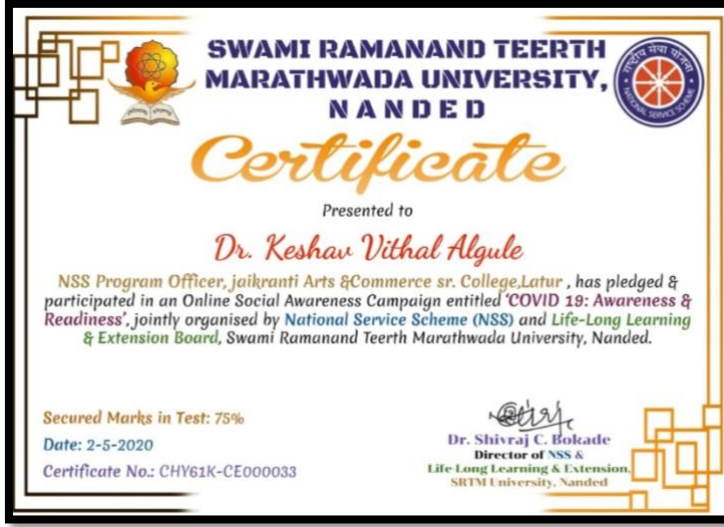 SWAMI RAMANAND TEERTH
MARATHWADA UNIVERSITY,
NANDED
राष्ट्रीय सेवा योजना
NATIONAL SERVICE SCHEME
Certificate
Presented to
Dr. Keshav Vithal Algule
NSS Program Officer, jaikranti Arts &Commerce sr. College,Latur , has pledged &
participated in an Online Social Awareness Campaign entitled 'COVID 19: Awareness &
Readiness', jointly organised by National Service Scheme (NSS) and Life-Long Learning
& Extension Board, Swami Ramanand Teerth Marathwada University, Nanded.
Secured Marks in Test: 75%
Date: 2-5-2020
Certificate No.: CHY61K-CE000033
Dr. Shivraj C. Bokade
Director of NSS &
Life Long Learning & Extension,
SRTM University, Nanded